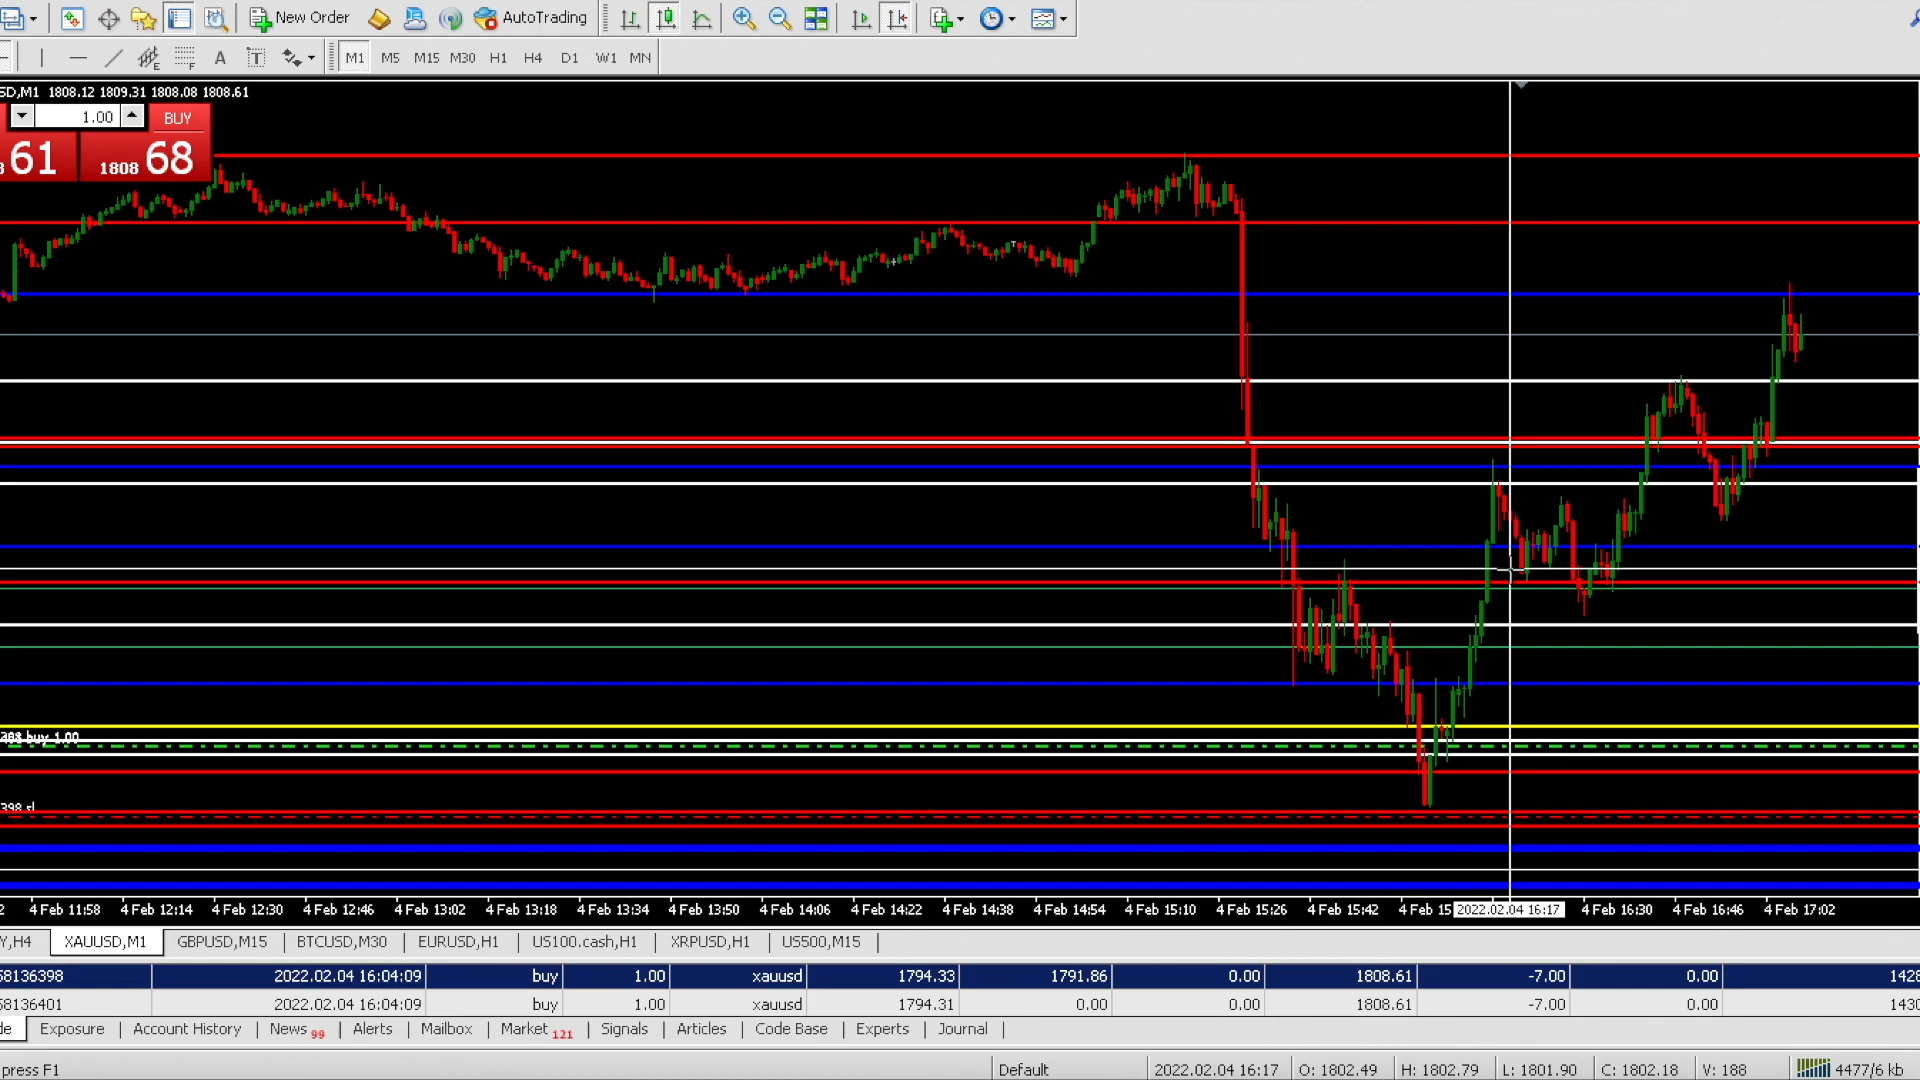 New Order AutoTrading
A T E F M1 M5 M15 M30 H1 H4 D1 W1 MN
SD,M1 1808.12 1809.31 1808.08 1808.61
1.00 BUY
61 1808 68
buy 1.00
398 sl
2 4 Feb 11:58 4 Feb 12:14 4 Feb 12:30 4 Feb 12:46 4 Feb 13:02 4 Feb 13:18 4 Feb 13:34 4 Feb 13:50 4 Feb 14:06 4 Feb 14:22 4 Feb 14:38 4 Feb 14:54 4 Feb 15:10 4 Feb 15:26 4 Feb 15:42 4 Feb 15 2022.02.04 16:17 4 Feb 16:30 4 Feb 16:46 4 Feb 17:02
Y,H4 XAUUSD,M1 GBPUSD,M15 BTCUSD,M30 EURUSD,H1 US100.cash,H1 XRPUSD,H1 US500,M15
58136398 2022.02.04 16:04:09 buy 1.00 xauusd 1794.33 1791.86 0.00 1808.61 -7.00 0.00 1428
58136401 2022.02.04 16:04:09 buy 1.00 xauusd 1794.31 0.00 0.00 1808.61 -7.00 0.00 1430
de Exposure Account History News 99 Alerts Mailbox Market 121 Signals Articles Code Base Experts Journal
press F1 Default 2022.02.04 16:17 O: 1802.49 H: 1802.79 L: 1801.90 C: 1802.18 V: 188 4477/6 kb